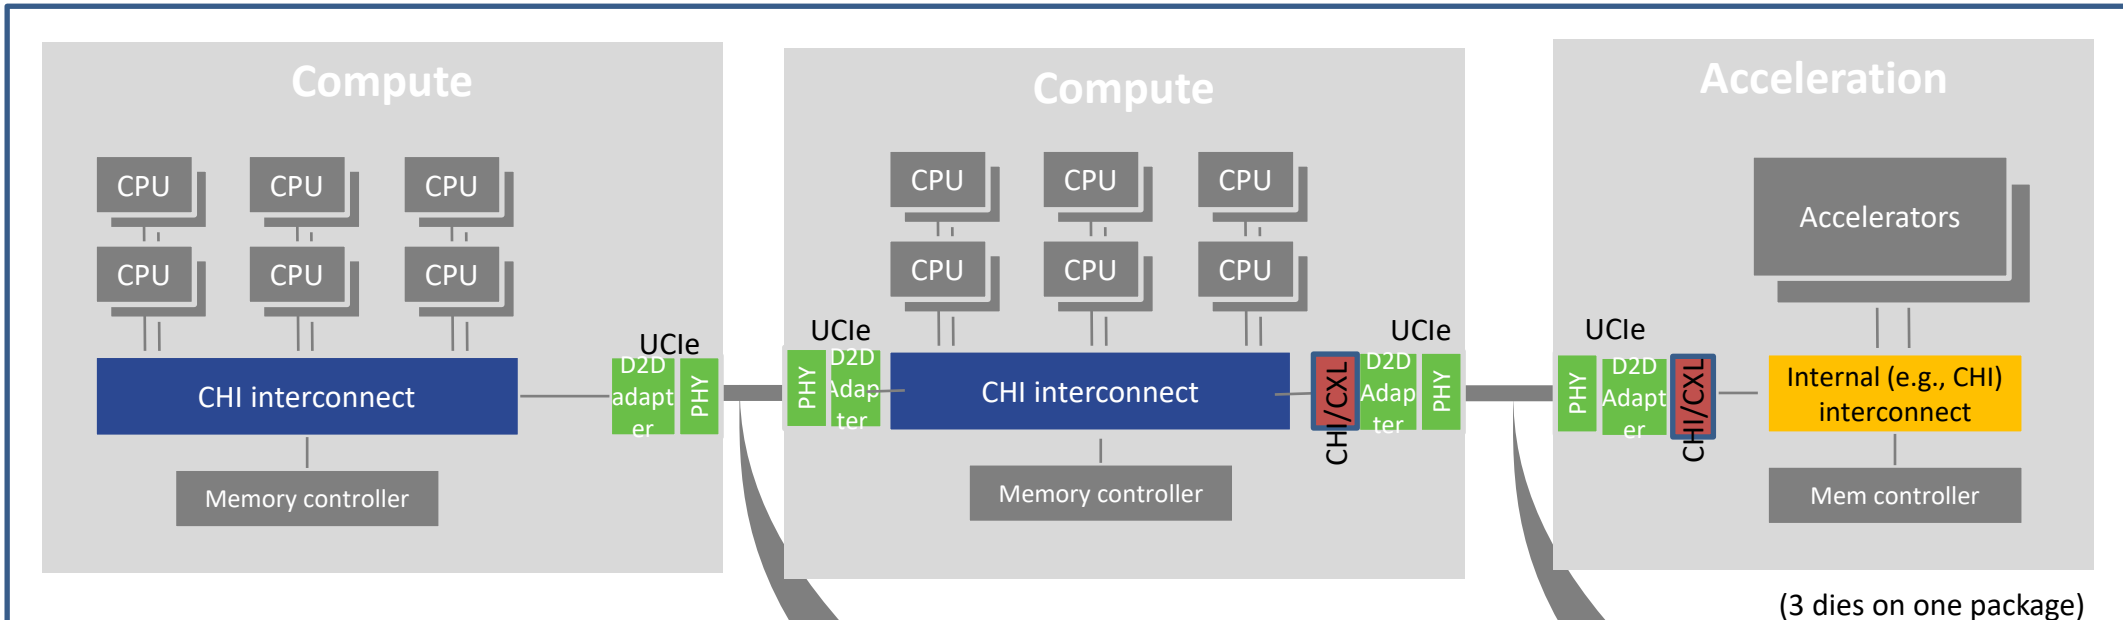 Compute
CPU
CPU
CPU
CPU
CPU
CPU
UCIe
CHI interconnect
D2D
adapt
er
PHY
Memory controller
Compute
CPU
CPU
CPU
CPU
CPU
CPU
UCIe
PHY
D2D
Adap
ter
CHI interconnect
UCIe
CHI/CXL
D2D
Adap
ter
PHY
Memory controller
Acceleration
Accelerators
UCIe
PHY
D2D
Adapt
er
CHI/CXL
Internal (e.g., CHI)
interconnect
Mem controller
(3 dies on one package)